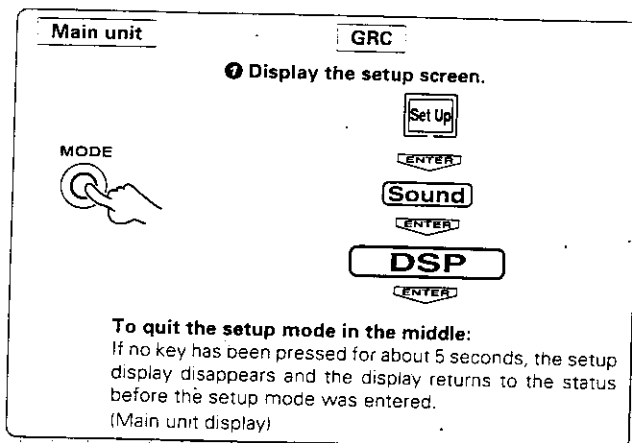 Main unit
GRC
❶ Display the setup screen.
Set Up
MODE
ENTER
Sound
ENTER
DSP
ENTER
To quit the setup mode in the middle:
If no key has been pressed for about 5 seconds, the setup
display disappears and the display returns to the status
before the setup mode was entered.
(Main unit display)